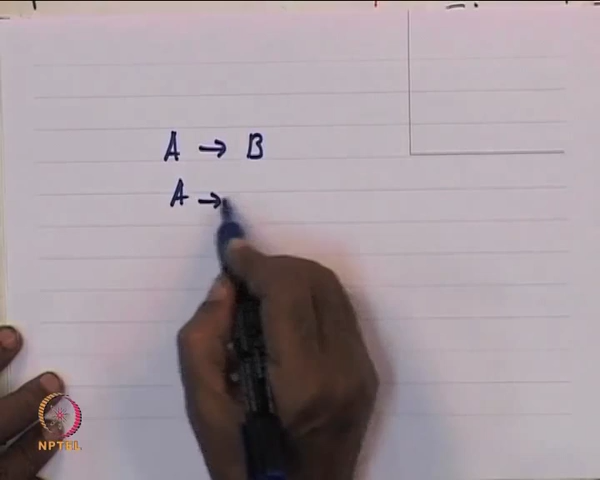 A → B
A →
NPTEL